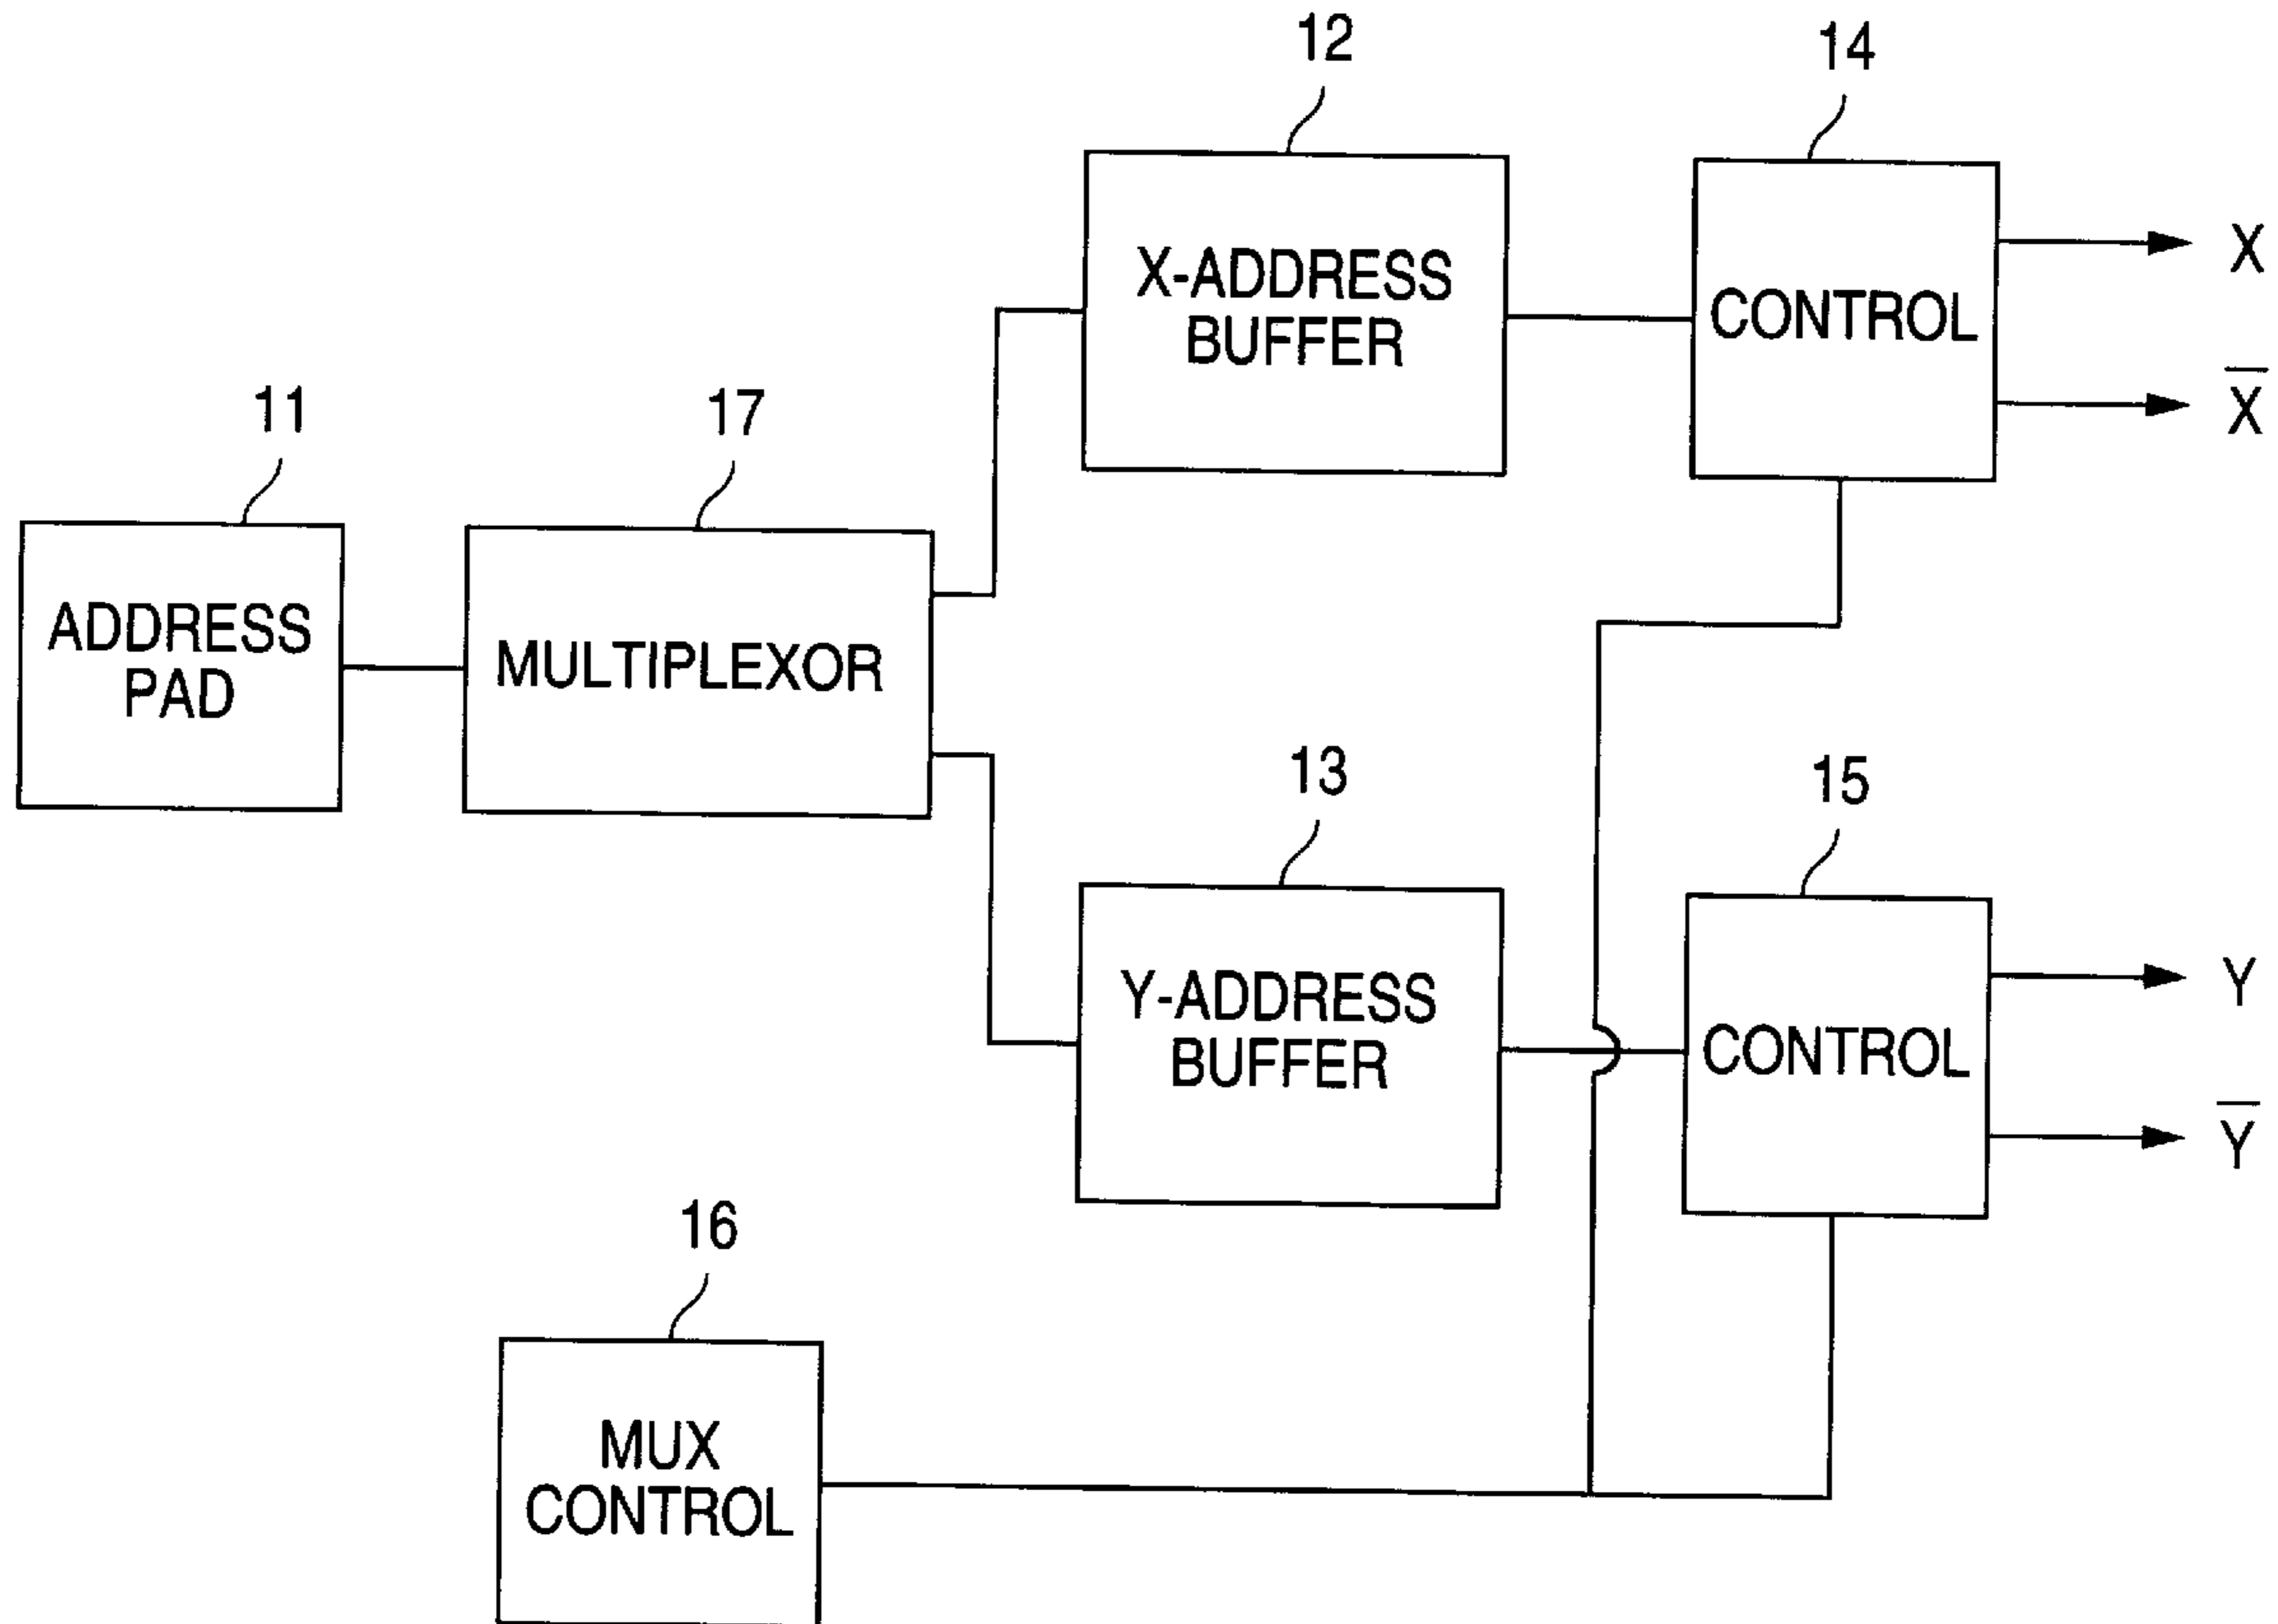 12
14
X-ADDRESS
BUFFER
CONTROL
X
X̅
11
17
ADDRESS
PAD
MULTIPLEXOR
13
15
Y-ADDRESS
BUFFER
CONTROL
Y
Y̅
16
MUX
CONTROL